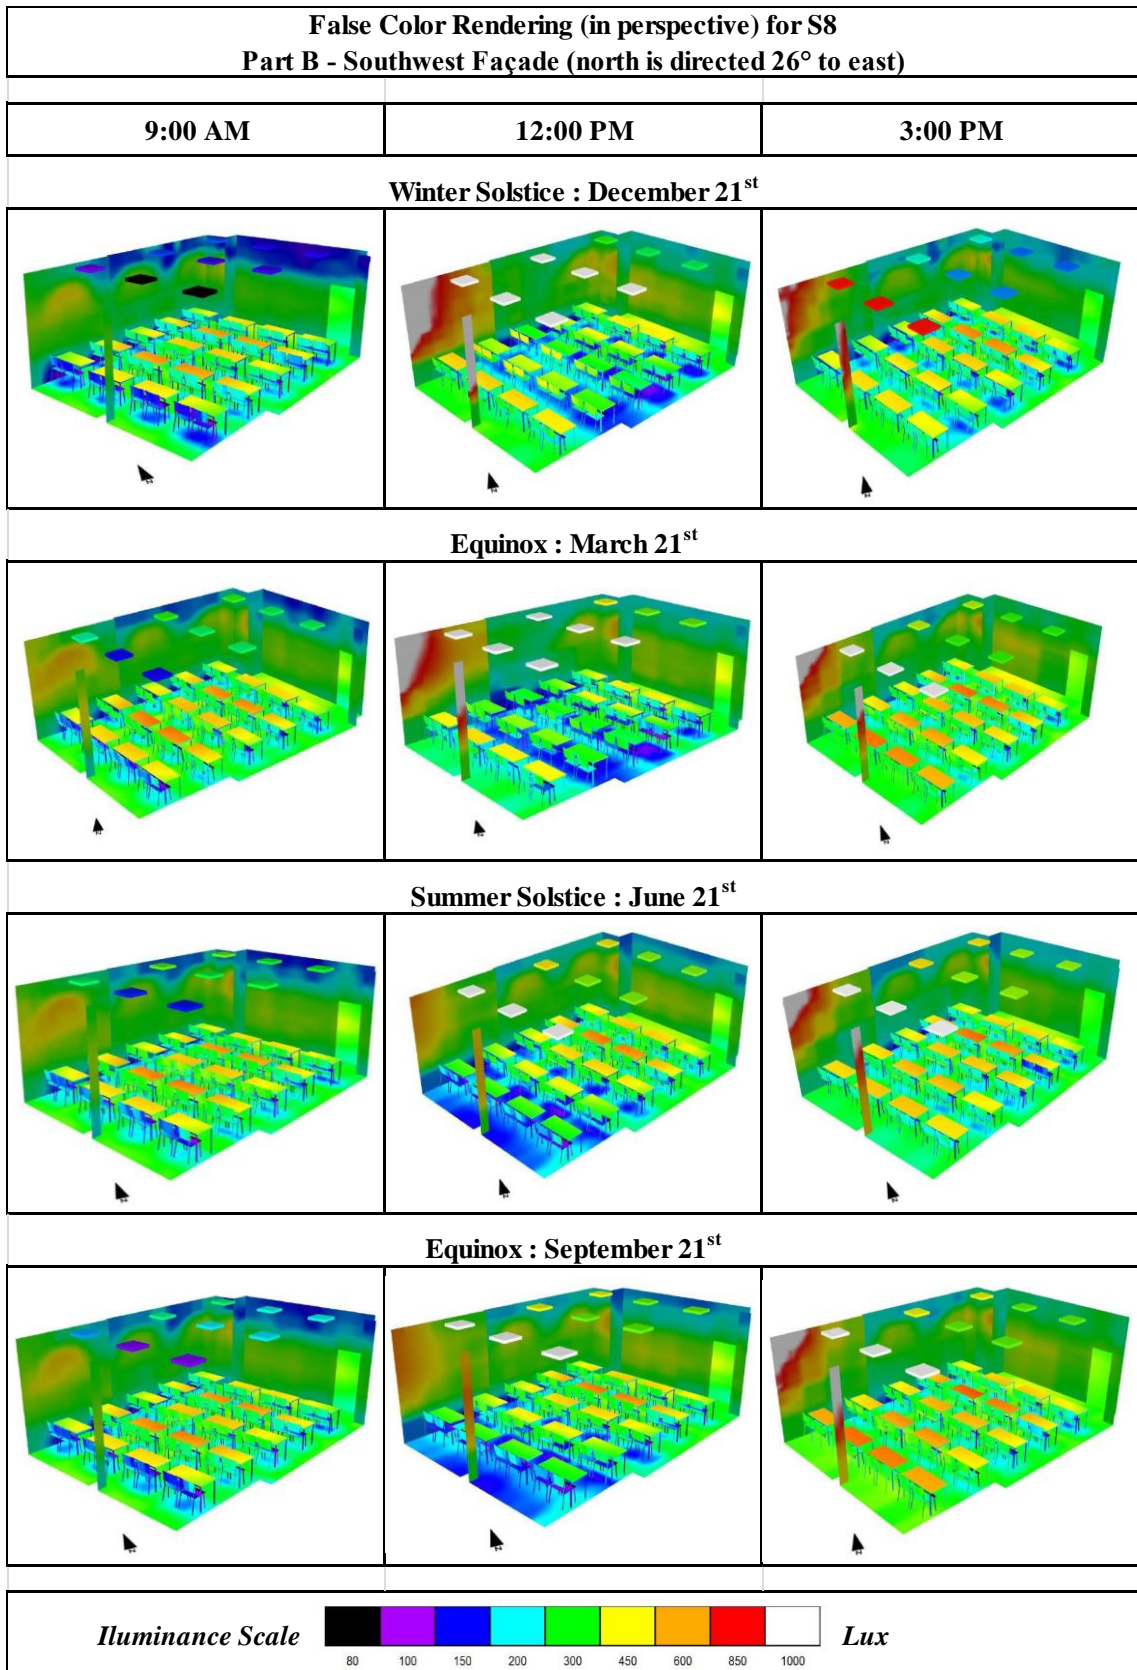 False Color Rendering (in perspective) for S8
Part B - Southwest Façade (north is directed 26° to east)
9:00 AM 12:00 PM 3:00 PM
Winter Solstice : December 21st
Equinox : March 21st
Summer Solstice : June 21st
Equinox : September 21st
Iluminance Scale Lux
80 100 150 200 300 450 600 850 1000